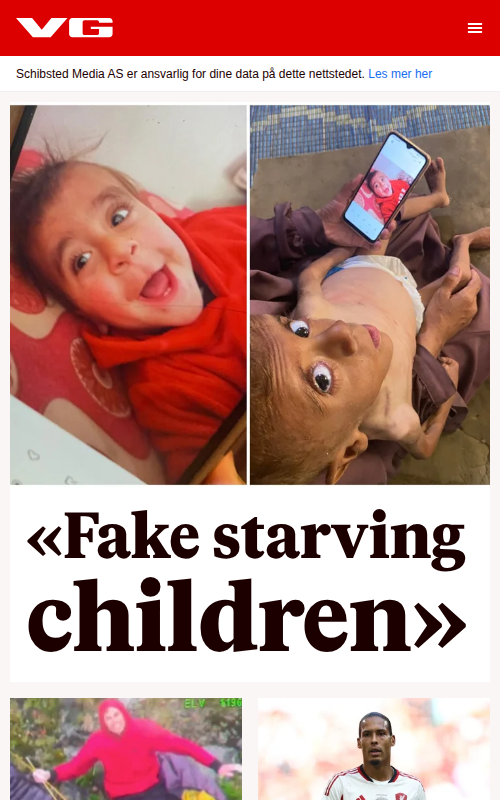 VG
Schibsted Media AS er ansvarlig for dine data på dette nettstedet. Les mer her
«Fake starving
children»
ELV $196